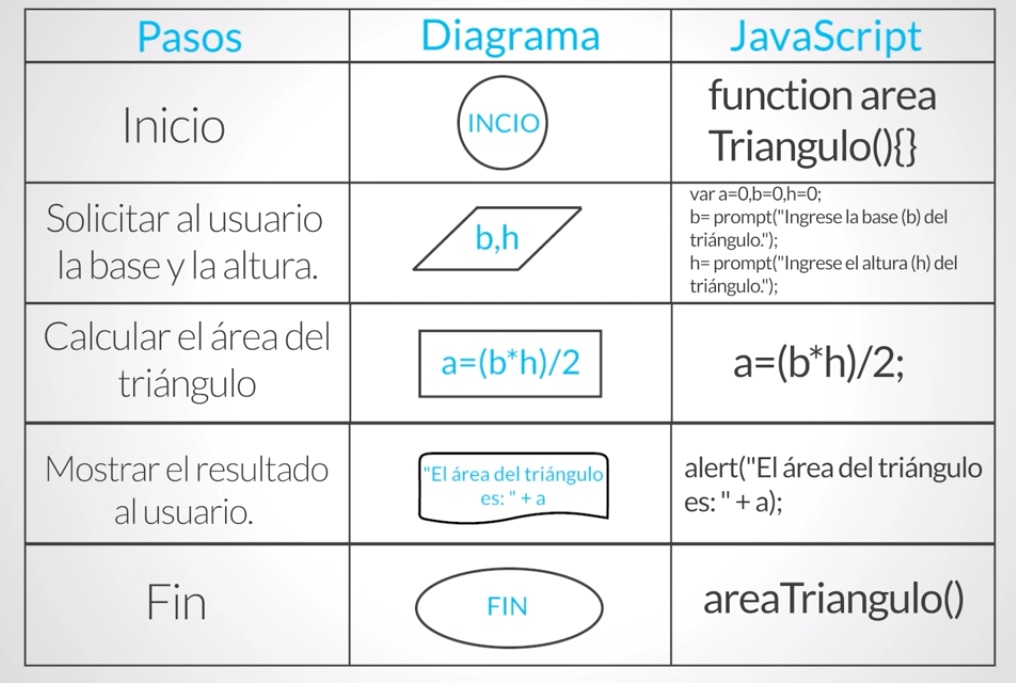 Pasos
Diagrama
JavaScript
Inicio
INCIO
function area
Triangulo(){}
Solicitar al usuario
la base y la altura.
b,h
var a=0,b=0,h=0;
b= prompt("Ingrese la base (b) del
triángulo.");
h= prompt("Ingrese el altura (h) del
triángulo.");
Calcular el área del
triángulo
a=(b*h)/2
a=(b*h)/2;
Mostrar el resultado
al usuario.
"El área del triángulo
es: " + a
alert("El área del triángulo
es: " + a);
Fin
FIN
areaTriangulo()